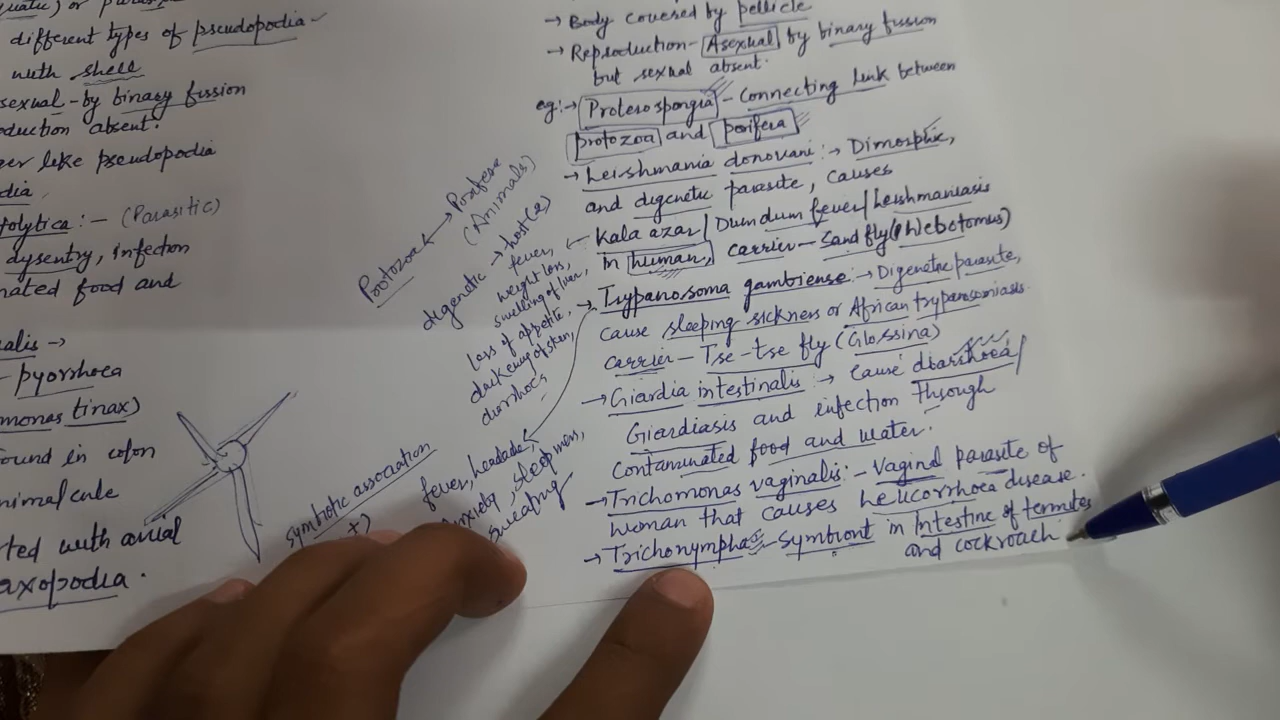 different types of pseudopodia
with shell
sexual - by binary fission
duction absent.
like pseudopodia
dia
folytica :- (Parasitic)
dysentry, infection
nated food and
alis →
- pyorrhoea
monas tinax)
found in colon
nimalcule
rted with axial
axopodia.
Protozoa ↔ Porifera
(Animals)
digenetic → host (2)
fever,
weight loss,
swelling of liver,
loss of appetite,
darkening of skin,
diarrhoes
symbiotic association
fever, headache,
anxiety, sleepiness,
sweating
→ Body covered by pellicle
→ Reproduction - Asexual by binary fission
but sexual absent.
eg:→ Proterospongia - Connecting link between
protozoa and porifera
→ Leishmania donovani :→ Dimorphic,
and digenetic parasite, causes
Kala azar / Dumdum fever / Leishmaniasis
in human, carrier - Sand fly (Phlebotomus)
→ Trypanosoma gambiense :→ Digenetic parasite,
cause sleeping sickness or African trypanosomiasis
carrier - Tse-tse fly (Glossina)
→ Giardia intestinalis :→ cause diarrhoea /
Giardiasis and infection through
contaminated food and water.
→ Trichomonas vaginalis :- Vaginal parasite of
woman that causes leucorrhoea disease.
→ Trichonympha - Symbiont in Intestine of termites
and cockroach